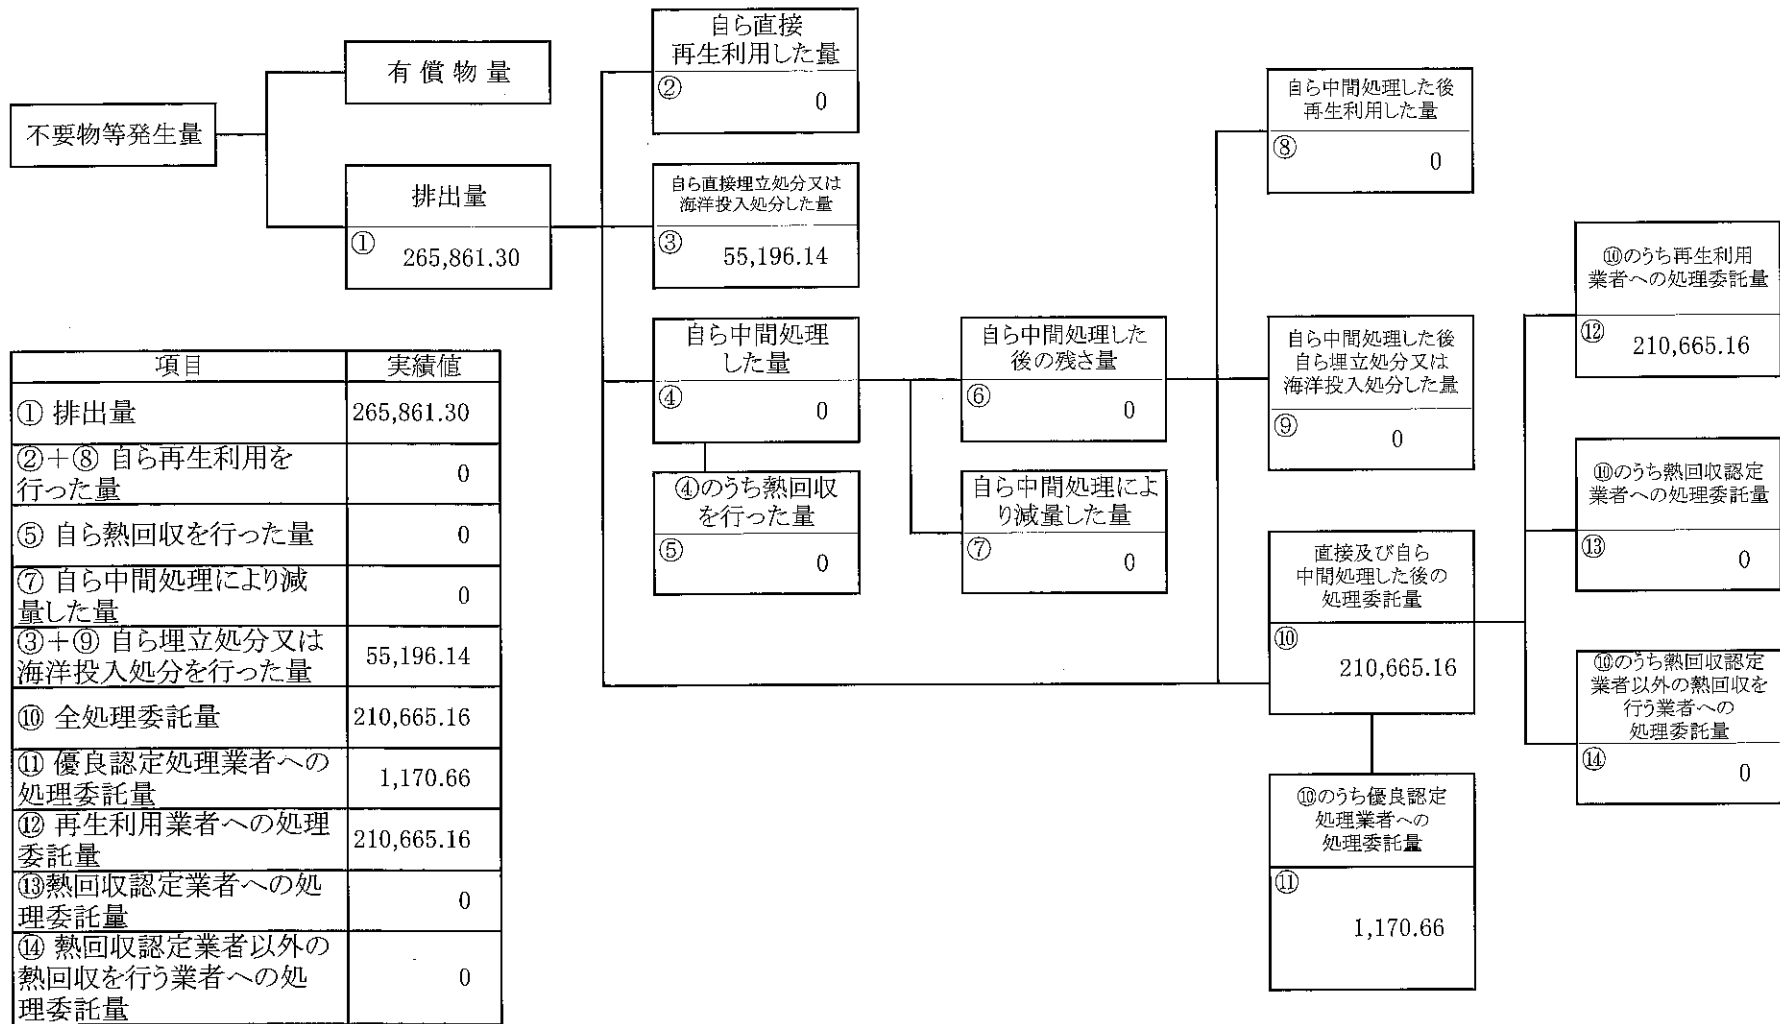 不要物等発生量
有償物量
排出量
①
265,861.30
自ら直接
再生利用した量
②
0
自ら直接埋立処分又は
海洋投入処分した量
③
55,196.14
自ら中間処理
した量
④
0
④のうち熱回収
を行った量
⑤
0
自ら中間処理した
後の残さ量
⑥
0
自ら中間処理によ
り減量した量
⑦
0
自ら中間処理した後
再生利用した量
⑧
0
自ら中間処理した後
自ら埋立処分又は
海洋投入処分した量
⑨
0
直接及び自ら
中間処理した後の
処理委託量
⑩
210,665.16
⑩のうち優良認定
処理業者への
処理委託量
⑪
1,170.66
⑩のうち再生利用
業者への処理委託量
⑫
210,665.16
⑩のうち熱回収認定
業者への処理委託量
⑬
0
⑩のうち熱回収認定
業者以外の熱回収を
行う業者への
処理委託量
⑭
0
項目 実績値
① 排出量 265,861.30
②+⑧ 自ら再生利用を
行った量 0
⑤ 自ら熱回収を行った量 0
⑦ 自ら中間処理により減
量した量 0
③+⑨ 自ら埋立処分又は
海洋投入処分を行った量 55,196.14
⑩ 全処理委託量 210,665.16
⑪ 優良認定処理業者への
処理委託量 1,170.66
⑫ 再生利用業者への処理
委託量 210,665.16
⑬熱回収認定業者への処
理委託量 0
⑭ 熱回収認定業者以外の
熱回収を行う業者への処
理委託量 0